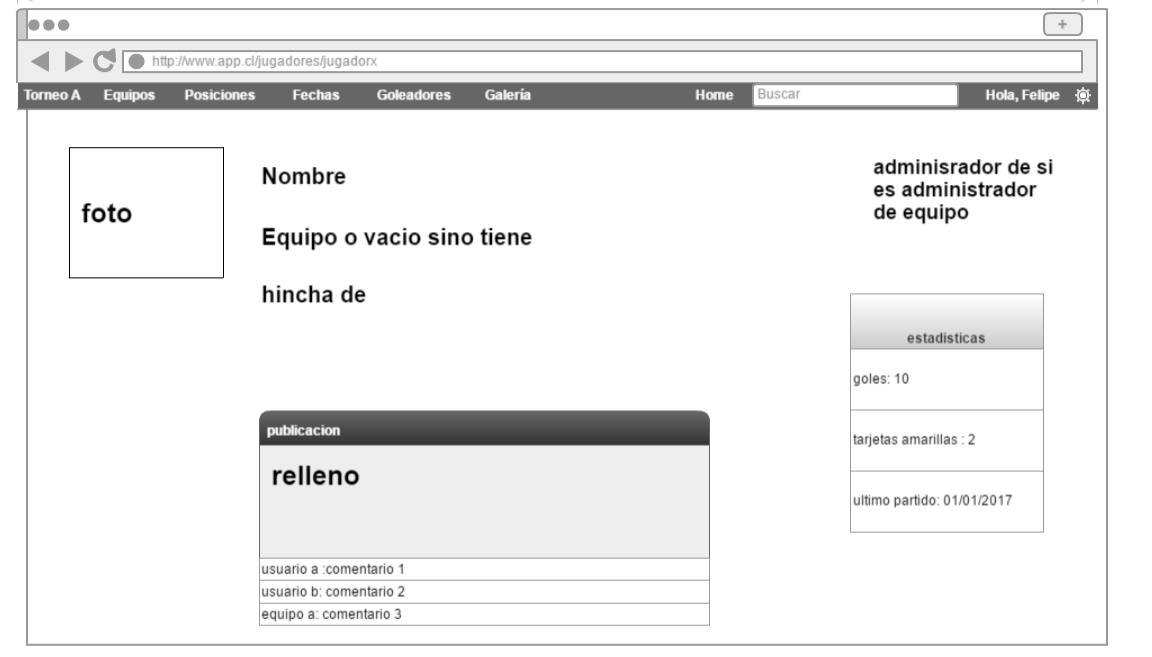 +
http://www.app.cl/jugadores/jugadorx
Torneo A Equipos Posiciones Fechas Goleadores Galería Home Buscar Hola, Felipe
foto
Nombre
Equipo o vacio sino tiene
hincha de
adminisrador de si
es administrador
de equipo
estadisticas
goles: 10
tarjetas amarillas : 2
ultimo partido: 01/01/2017
publicacion
relleno
usuario a :comentario 1
usuario b: comentario 2
equipo a: comentario 3